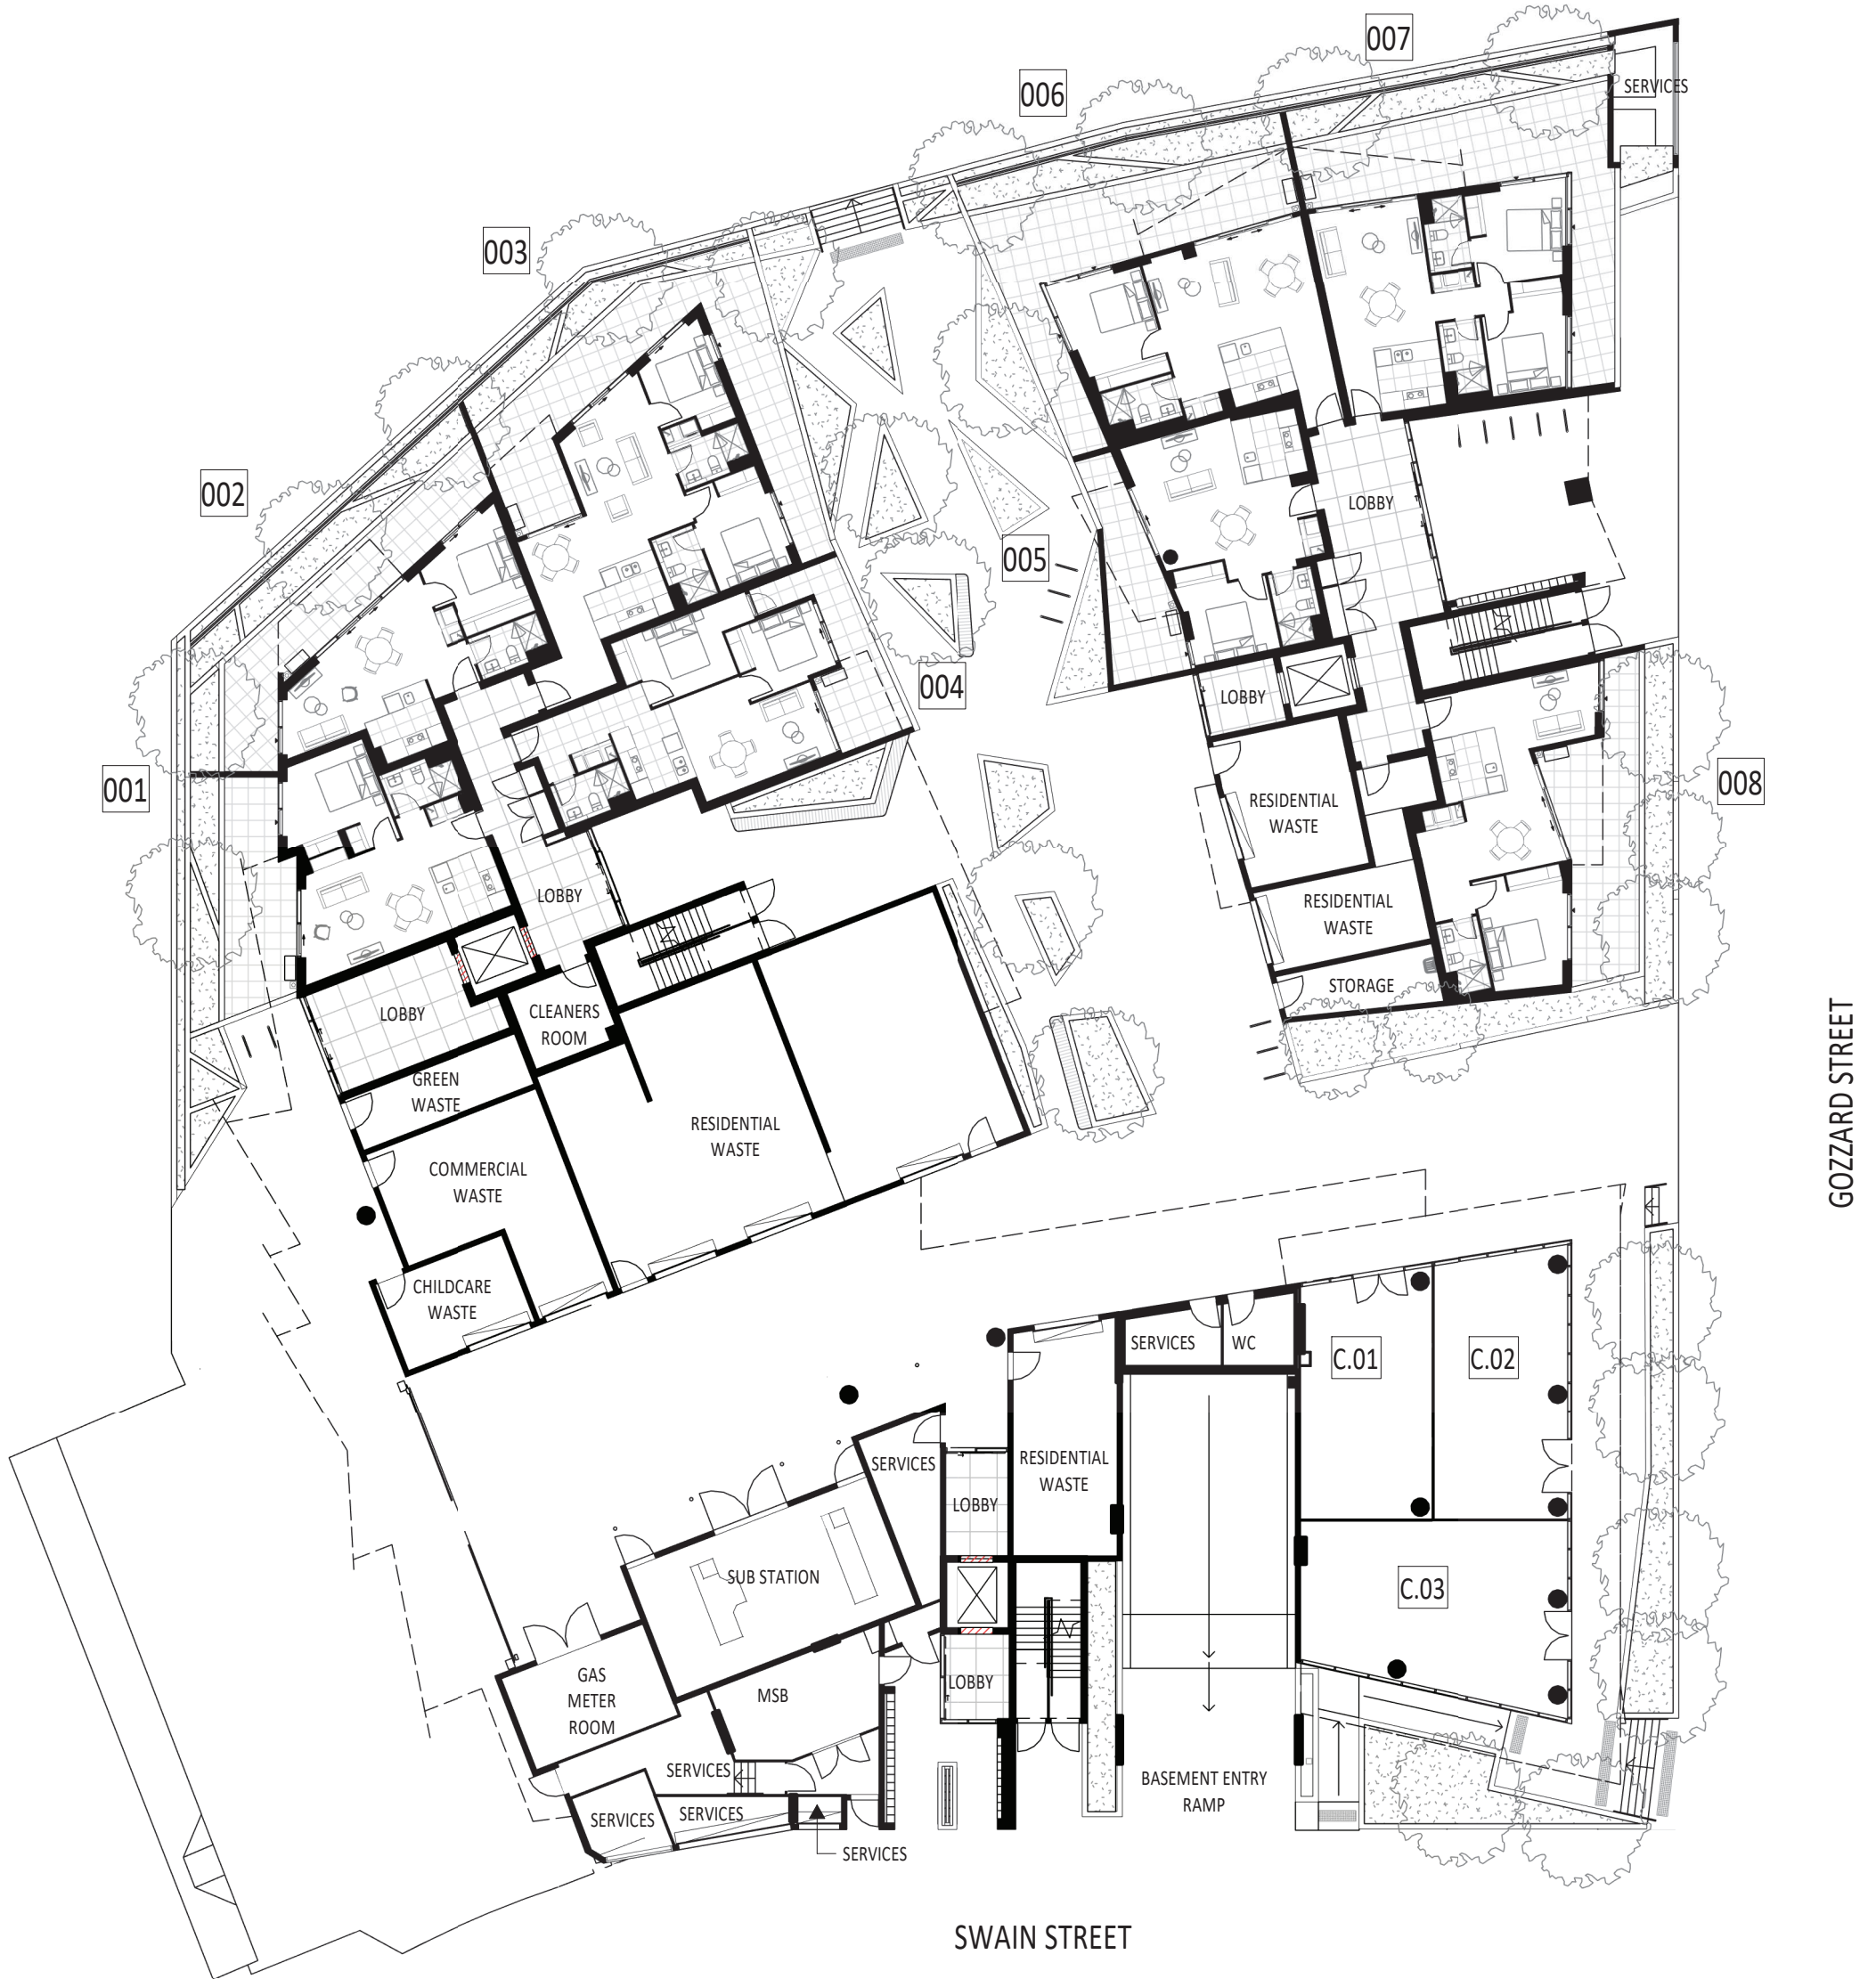 007
006
SERVICES
003
002
LOBBY
005
004
LOBBY
001
008
RESIDENTIAL
WASTE
LOBBY
RESIDENTIAL
WASTE
STORAGE
LOBBY
CLEANERS
ROOM
GREEN
WASTE
RESIDENTIAL
WASTE
COMMERCIAL
WASTE
GOZZARD STREET
CHILDCARE
WASTE
SERVICES
WC
C.01
C.02
SERVICES
RESIDENTIAL
WASTE
LOBBY
SUB STATION
C.03
GAS
METER
ROOM
MSB
LOBBY
SERVICES
BASEMENT ENTRY
RAMP
SERVICES
SERVICES
SERVICES
SWAIN STREET